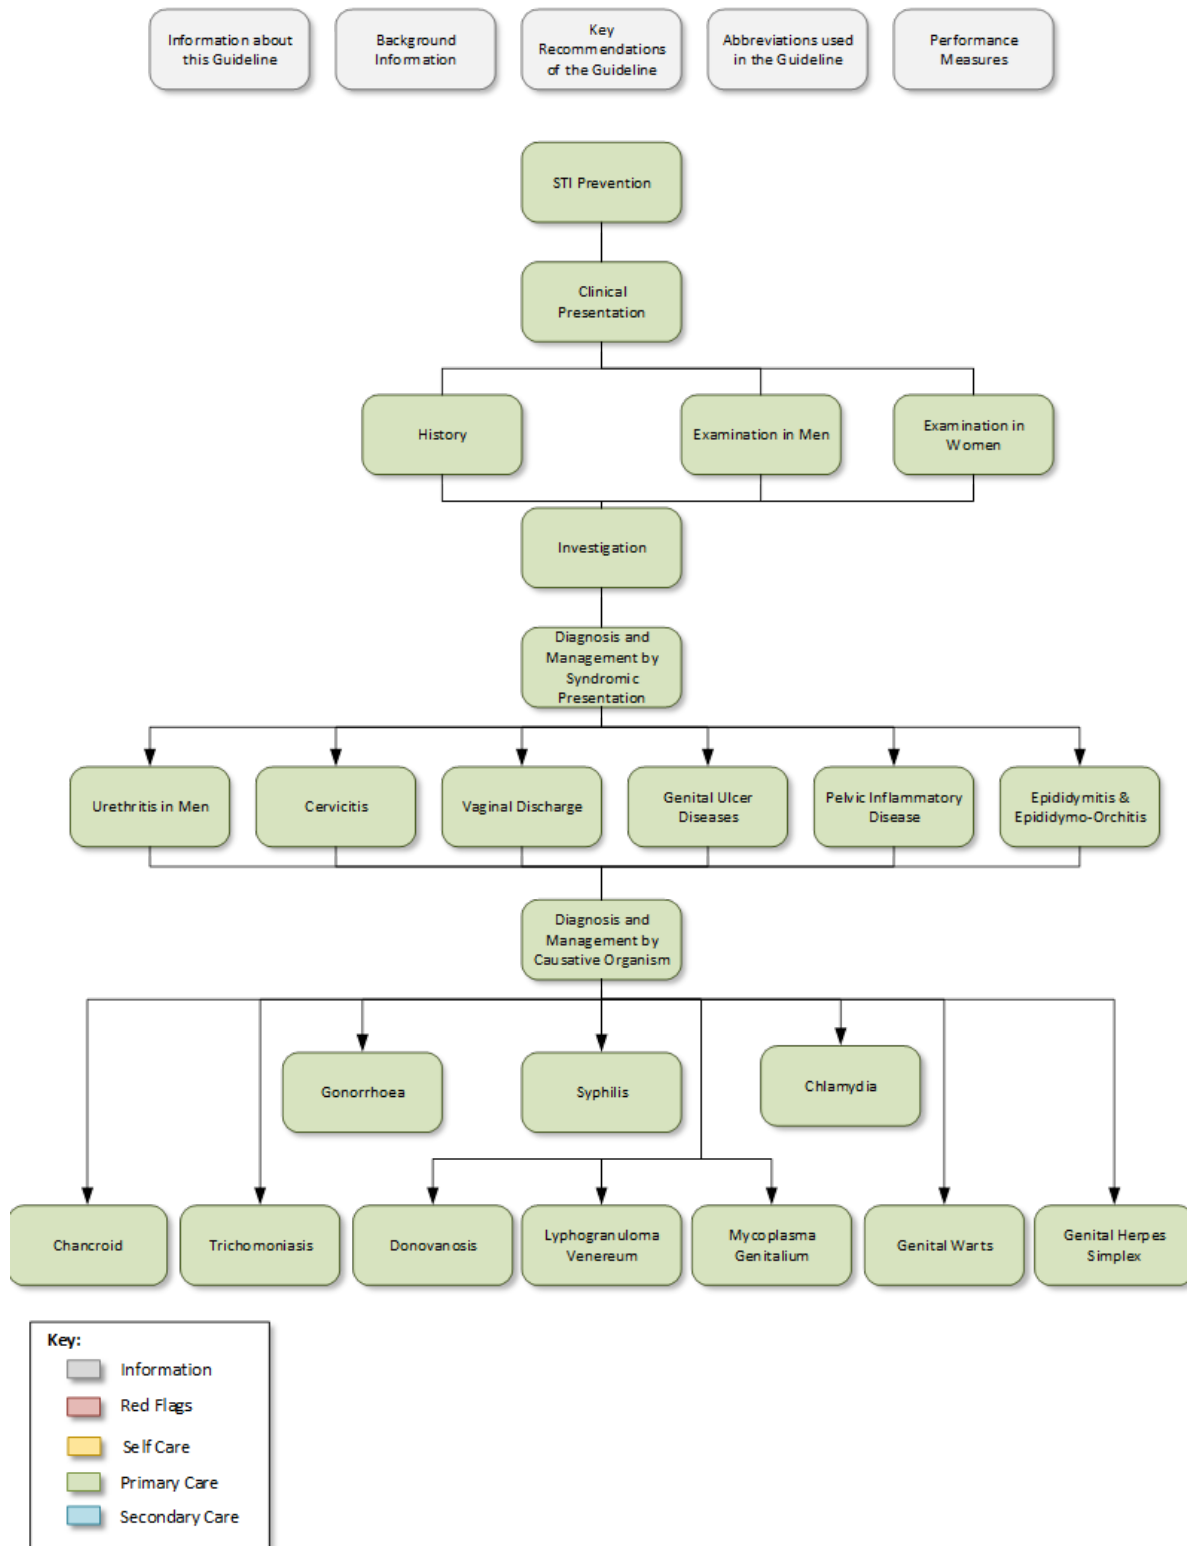 Information about
this Guideline
Background
Information
Key
Recommendations
of the Guideline
Abbreviations used
in the Guideline
Performance
Measures
STI Prevention
Clinical
Presentation
History
Examination in Men
Examination in
Women
Investigation
Diagnosis and
Management by
Syndromic
Presentation
Urethritis in Men
Cervicitis
Vaginal Discharge
Genital Ulcer
Diseases
Pelvic Inflammatory
Disease
Epididymitis &
Epididymo-Orchitis
Diagnosis and
Management by
Causative Organism
Gonorrhoea
Syphilis
Chlamydia
Chancroid
Trichomoniasis
Donovanosis
Lyphogranuloma
Venereum
Mycoplasma
Genitalium
Genital Warts
Genital Herpes
Simplex
Key:
Information
Red Flags
Self Care
Primary Care
Secondary Care